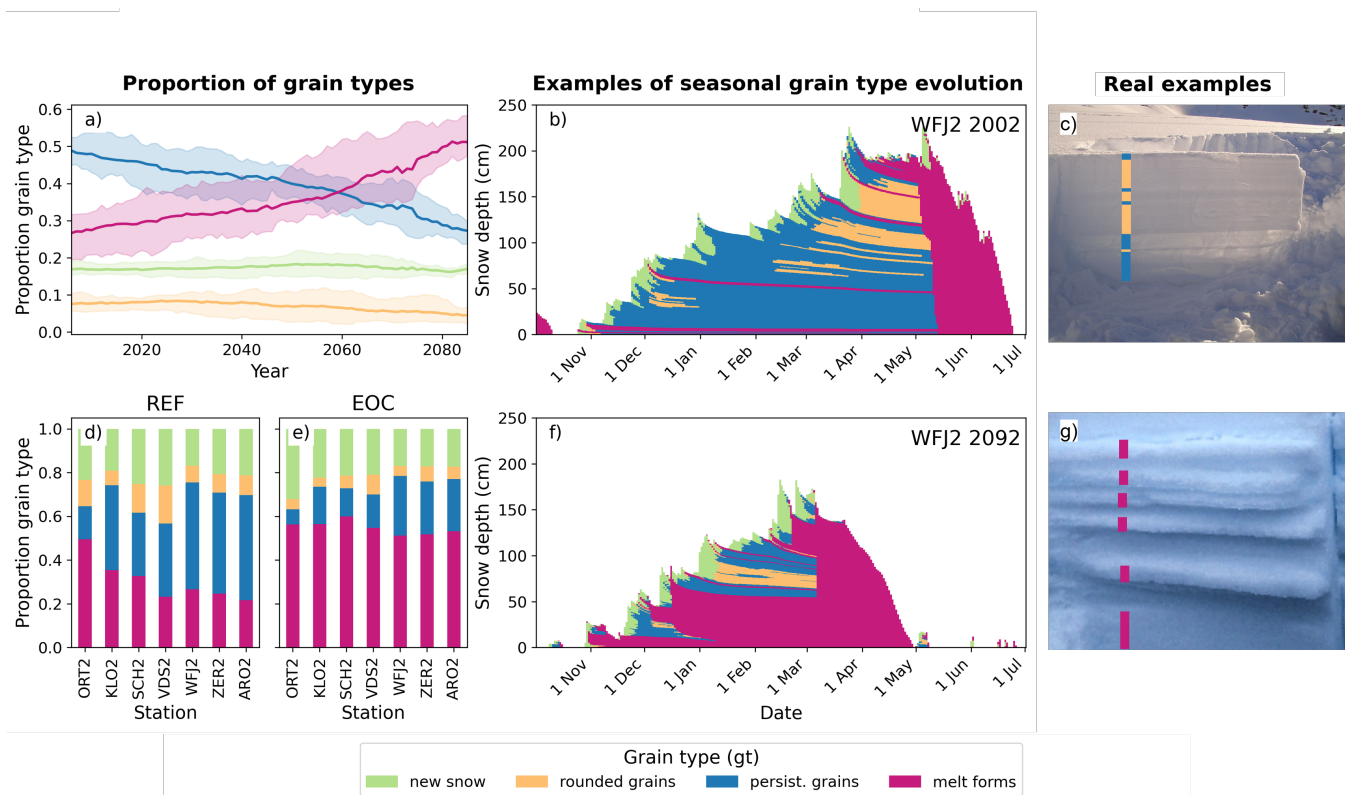 Proportion of grain types
Examples of seasonal grain type evolution
Real examples
a)
0.6
0.5
0.4
0.3
0.2
0.1
0.0
Proportion grain type
2020 2040 2060 2080
Year
b)
WFJ2 2002
250
200
150
100
50
0
Snow depth (cm)
1 Nov 1 Dec 1 Jan 1 Feb 1 Mar 1 Apr 1 May 1 Jun 1 Jul
c)
REF
d)
1.0
0.8
0.6
0.4
0.2
0.0
Proportion grain type
ORT2 KLO2 SCH2 VDS2 WFJ2 ZER2 ARO2
Station
EOC
e)
ORT2 KLO2 SCH2 VDS2 WFJ2 ZER2 ARO2
Station
f)
WFJ2 2092
250
200
150
100
50
0
Snow depth (cm)
1 Nov 1 Dec 1 Jan 1 Feb 1 Mar 1 Apr 1 May 1 Jun 1 Jul
Date
g)
Grain type (gt)
new snow rounded grains persist. grains melt forms